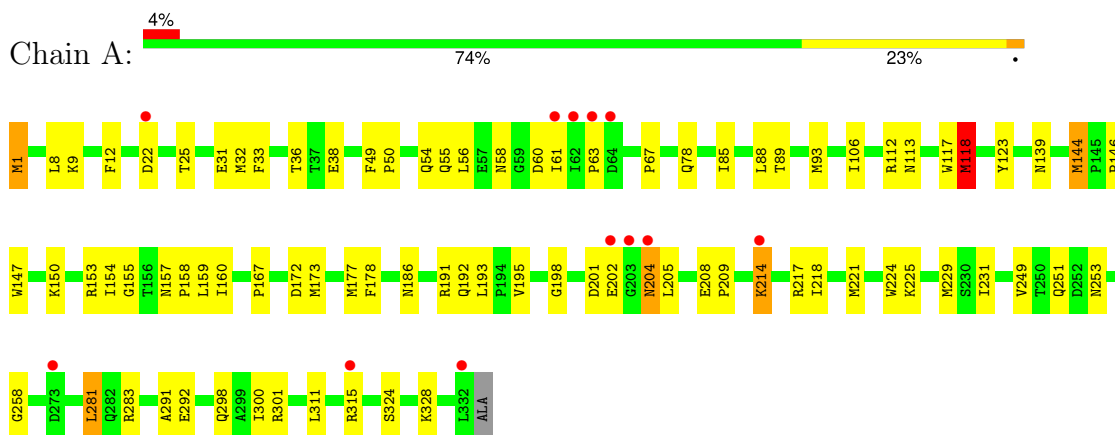 4%
Chain A:
74% 23% •
M1 L8 K9 F12 D22 T25 E31 M32 F33 T36 T37 E38 F49 P50 Q54 Q55 L56 E57 N58 G59 D60 I61 I62 P63 D64 P67 Q78 I85 L88 T89 M93 I106 R112 N113 W117 M118 Y123 N139 M144 P145 R146
W147 K150 R153 I154 G155 T156 N157 P158 L159 I160 P167 D172 M173 M177 F178 N186 R191 Q192 L193 P194 V195 G198 D201 E202 G203 N204 L205 E208 P209 K214 R217 I218 M221 W224 K225 M229 S230 I231 V249 T250 Q251 D252 N253
G258 D273 L281 Q282 R283 A291 E292 Q298 A299 I300 R301 L311 R315 S324 K328 L332 ALA